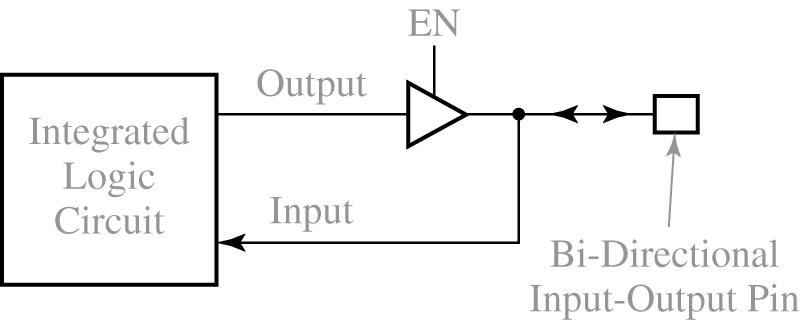 EN
Output
Integrated
Logic
Circuit
Input
Bi-Directional
Input-Output Pin